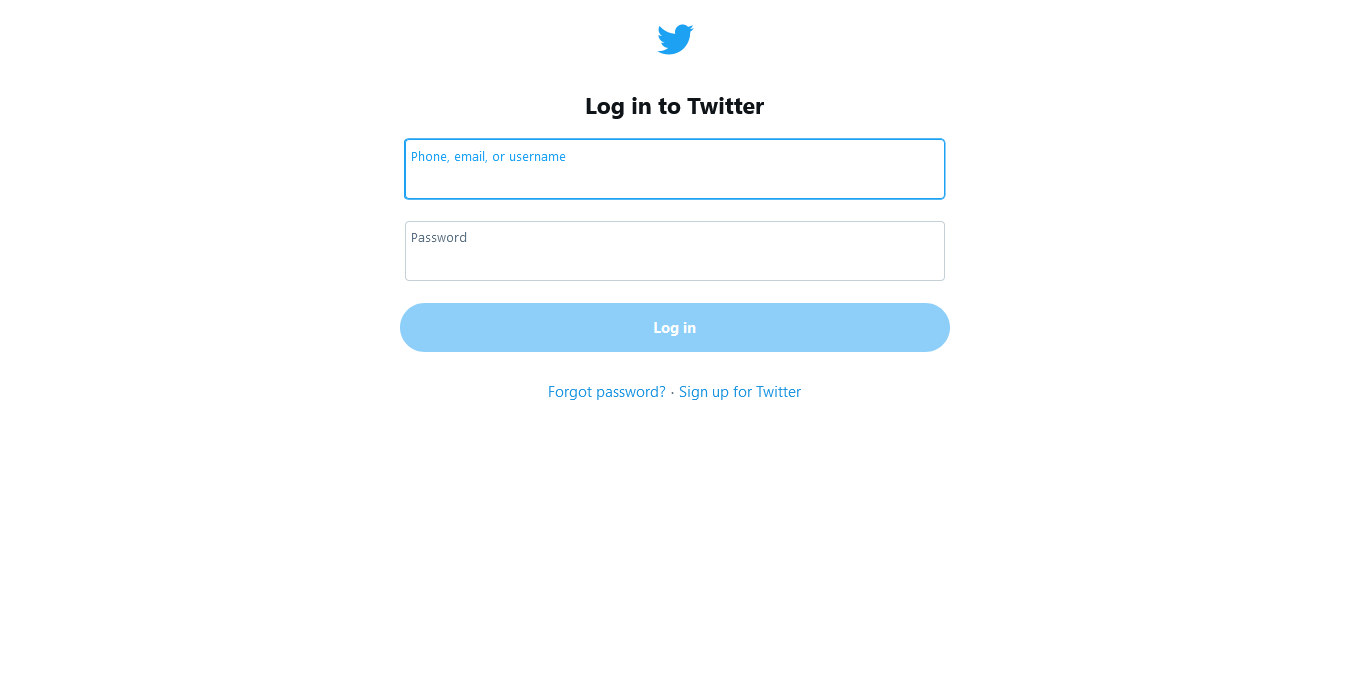 Log in to Twitter
Phone, email, or username
Password
Log in
Forgot password? · Sign up for Twitter